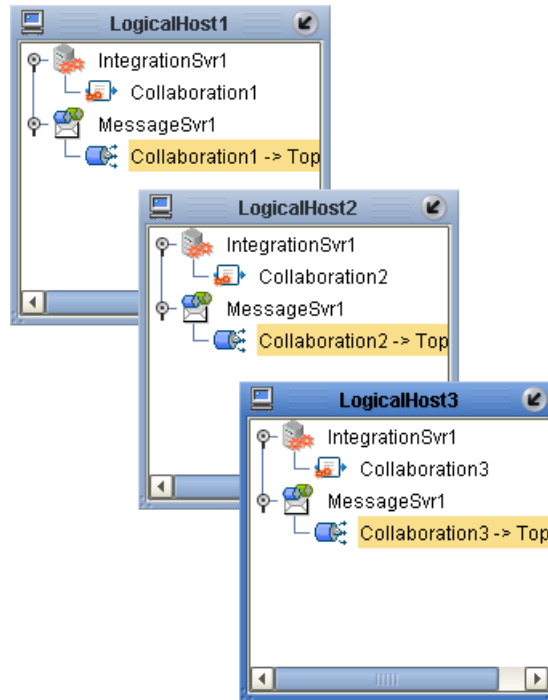 LogicalHost1
IntegrationSvr1
Collaboration1
MessageSvr1
Collaboration1 -> Top
LogicalHost2
IntegrationSvr1
Collaboration2
MessageSvr1
Collaboration2 -> Top
LogicalHost3
IntegrationSvr1
Collaboration3
MessageSvr1
Collaboration3 -> Top